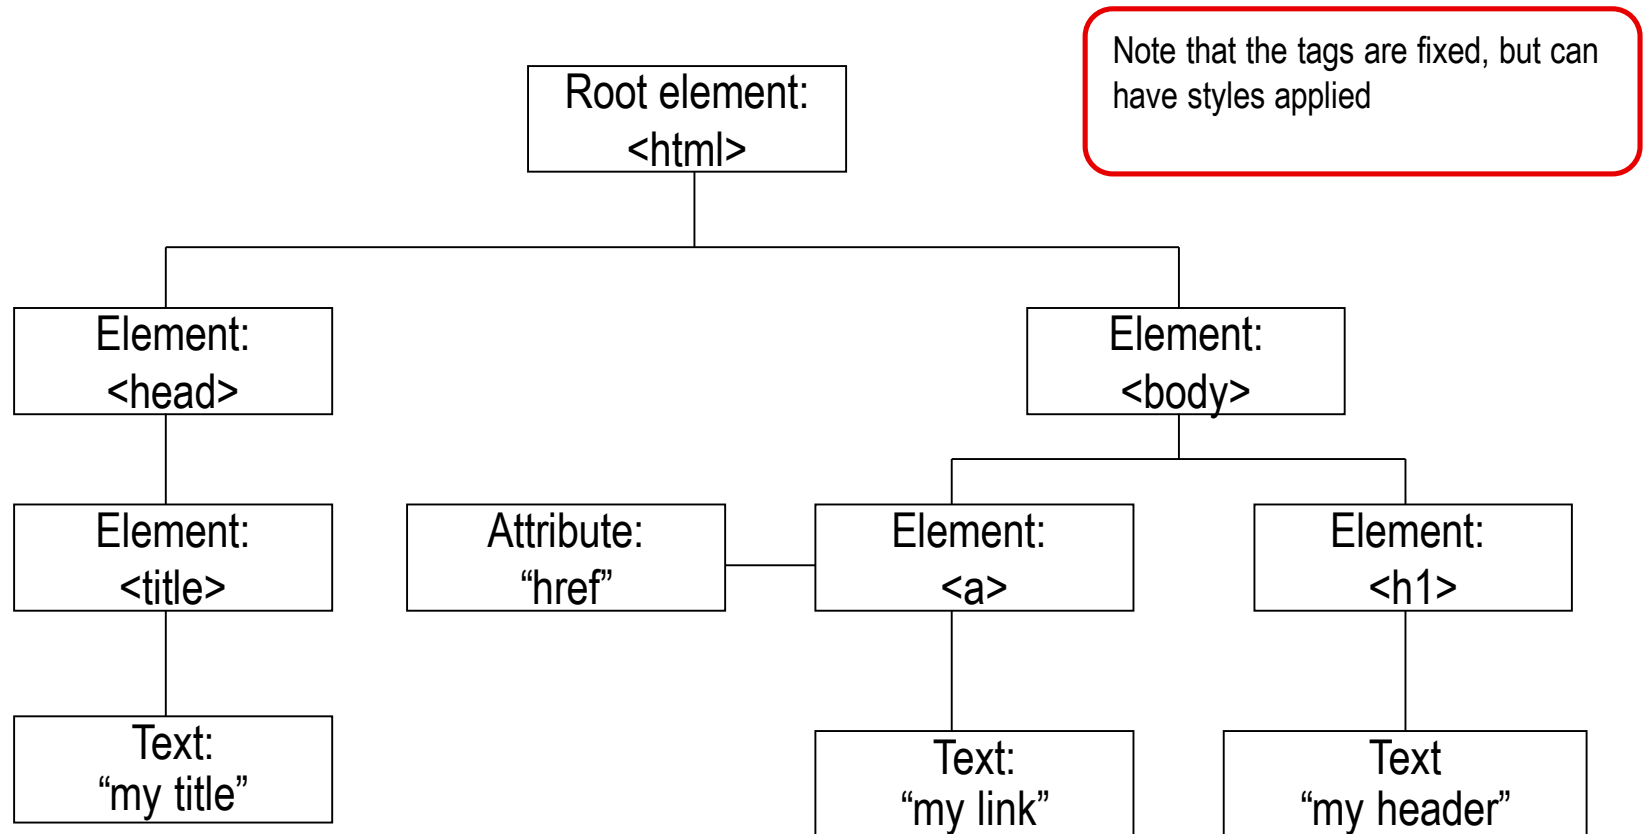 Note that the tags are fixed, but can
have styles applied
Root element:
<html>
Element:
<head>
Element:
<body>
Element:
<title>
Attribute:
“href”
Element:
<a>
Element:
<h1>
Text:
“my title”
Text:
“my link”
Text
“my header”